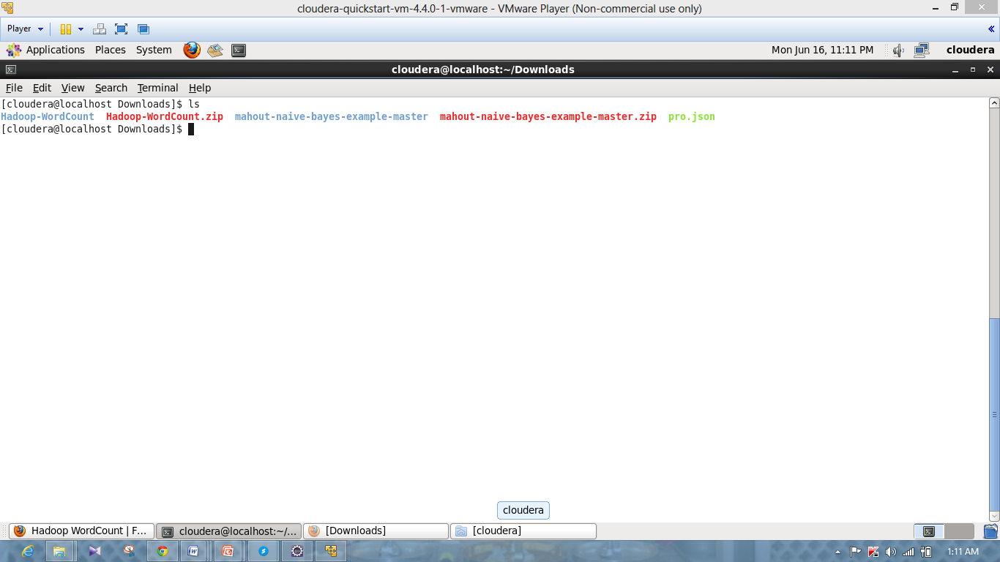 cloudera-quickstart-vm-4.4.0-1-vmware - VMware Player (Non-commercial use only)
Player
Applications Places System Mon Jun 16, 11:11 PM cloudera
cloudera@localhost:~/Downloads
File Edit View Search Terminal Help
[cloudera@localhost Downloads]$ ls
Hadoop-WordCount Hadoop-WordCount.zip mahout-naive-bayes-example-master mahout-naive-bayes-example-master.zip pro.json
[cloudera@localhost Downloads]$
cloudera
Hadoop WordCount | F... cloudera@localhost:~/... [Downloads] [cloudera]
1:11 AM